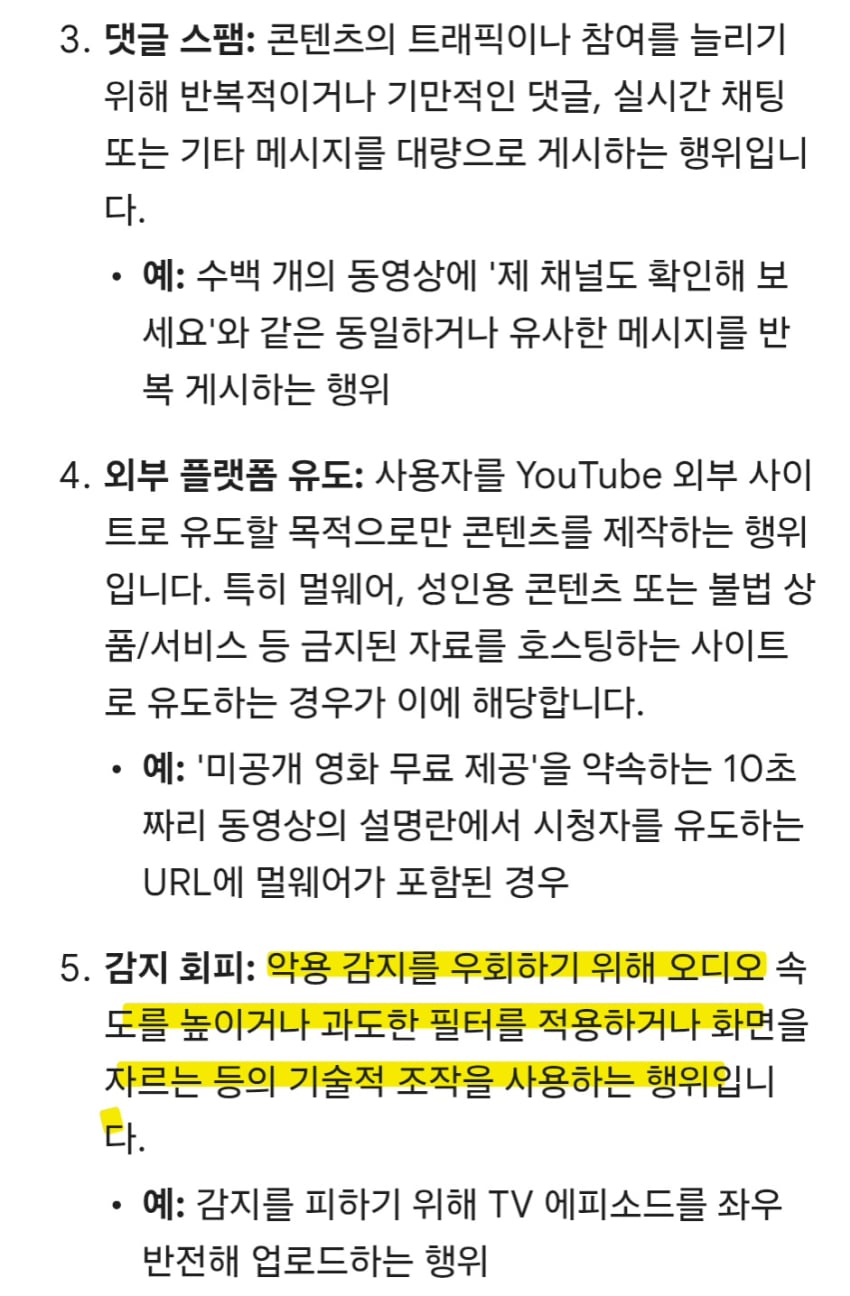 3. 댓글 스팸: 콘텐츠의 트래픽이나 참여를 늘리기
위해 반복적이거나 기만적인 댓글, 실시간 채팅
또는 기타 메시지를 대량으로 게시하는 행위입니
다.
• 예: 수백 개의 동영상에 '제 채널도 확인해 보
세요'와 같은 동일하거나 유사한 메시지를 반
복 게시하는 행위
4. 외부 플랫폼 유도: 사용자를 YouTube 외부 사이
트로 유도할 목적으로만 콘텐츠를 제작하는 행위
입니다. 특히 멀웨어, 성인용 콘텐츠 또는 불법 상
품/서비스 등 금지된 자료를 호스팅하는 사이트
로 유도하는 경우가 이에 해당합니다.
• 예: '미공개 영화 무료 제공'을 약속하는 10초
짜리 동영상의 설명란에서 시청자를 유도하는
URL에 멀웨어가 포함된 경우
5. 감지 회피: 악용 감지를 우회하기 위해 오디오 속
도를 높이거나 과도한 필터를 적용하거나 화면을
자르는 등의 기술적 조작을 사용하는 행위입니
다.
• 예: 감지를 피하기 위해 TV 에피소드를 좌우
반전해 업로드하는 행위